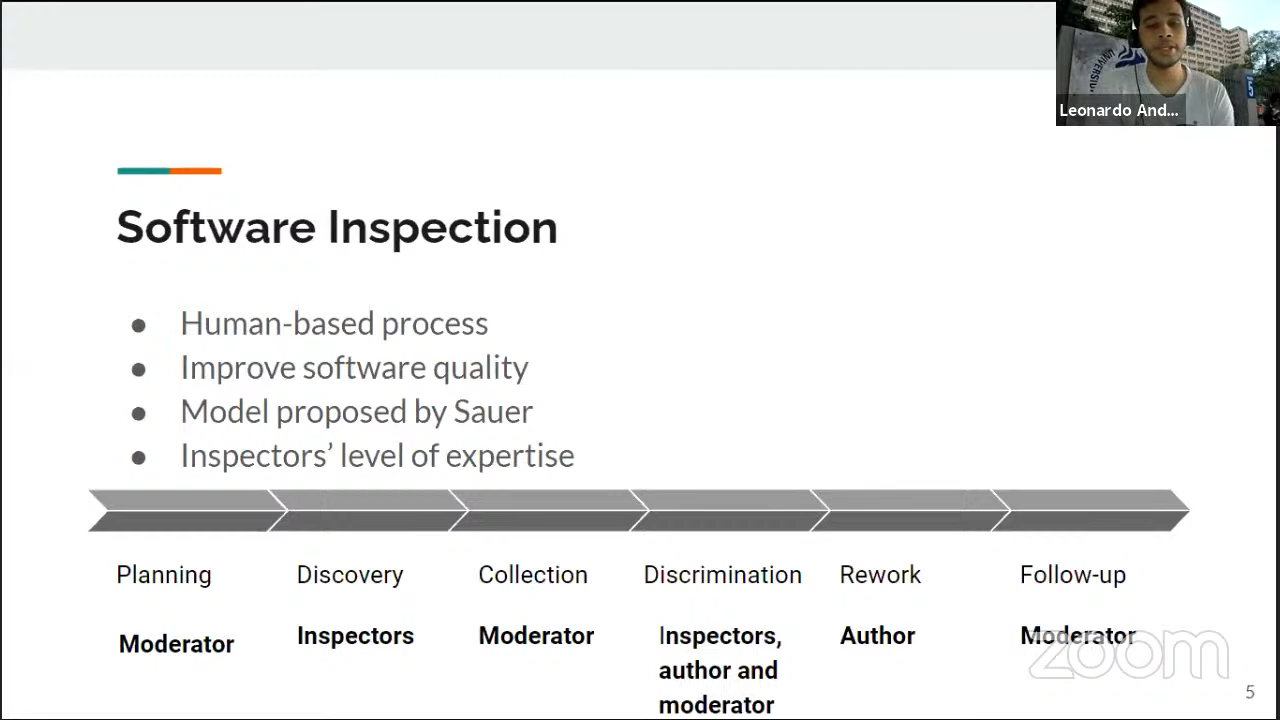 Leonardo And...
Software Inspection
● Human-based process
● Improve software quality
● Model proposed by Sauer
● Inspectors’ level of expertise
Planning
Discovery
Collection
Discrimination
Rework
Follow-up
Moderator
Inspectors
Moderator
Inspectors,
author and
moderator
Author
Moderator
zoom
5
5